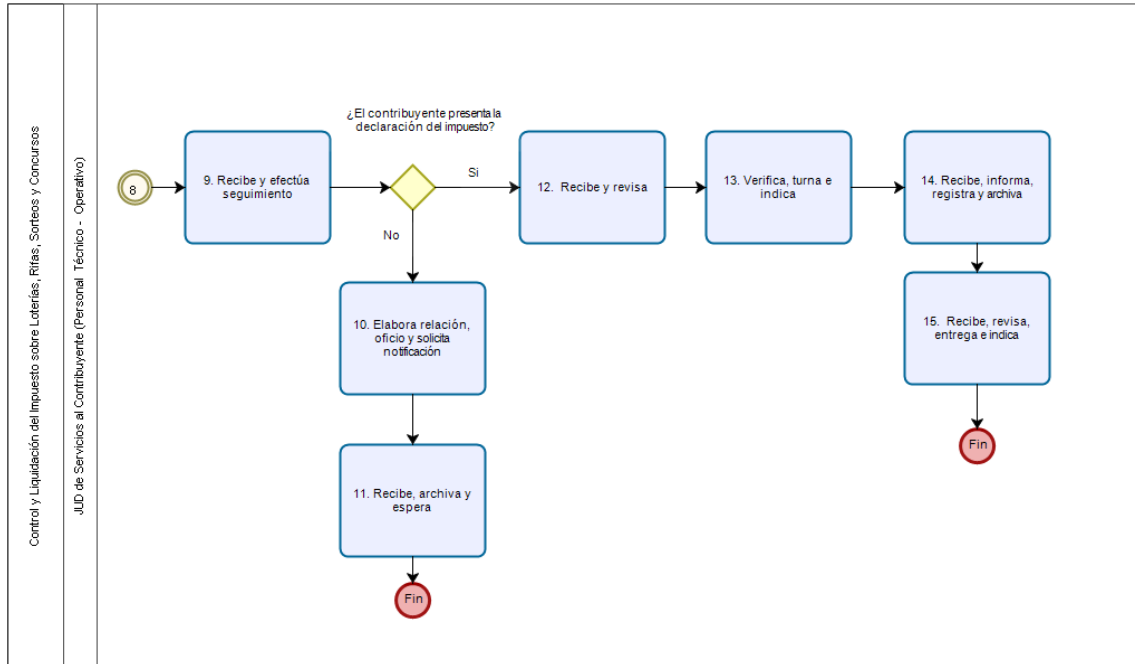 Control y Liquidación del Impuesto sobre Loterías, Rifas, Sorteos y Concursos
JUD de Servicios al Contribuyente (Personal Técnico - Operativo)
8
9. Recibe y efectúa
seguimiento
¿El contribuyente presenta la
declaración del impuesto?
Si
No
12. Recibe y revisa
13. Verifica, turna e
indica
14. Recibe, informa,
registra y archiva
10. Elabora relación,
oficio y solicita
notificación
15. Recibe, revisa,
entrega e indica
11. Recibe, archiva y
espera
Fin
Fin